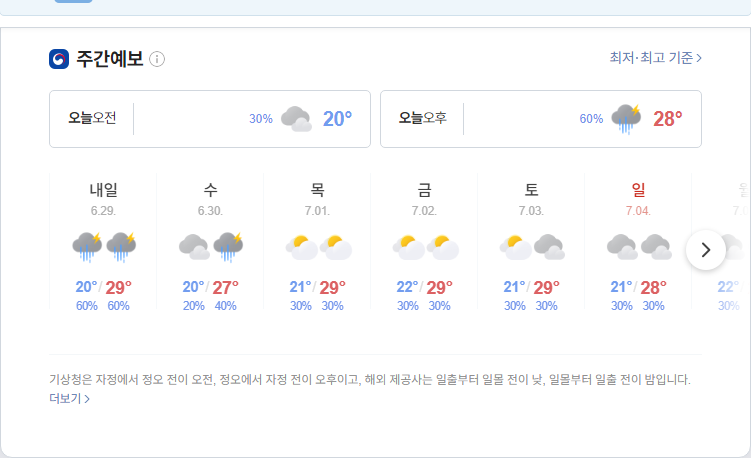 주간예보
최저·최고 기준
오늘오전 30% 20°
오늘오후 60% 28°
내일 수 목 금 토 일
6.29. 6.30. 7.01. 7.02. 7.03. 7.04.
20°/29° 20°/27° 21°/29° 22°/29° 21°/29° 21°/28° 22°
60% 60% 20% 40% 30% 30% 30% 30% 30% 30% 30% 30% 30%
기상청은 자정에서 정오 전이 오전, 정오에서 자정 전이 오후이고, 해외 제공사는 일출부터 일몰 전이 낮, 일몰부터 일출 전이 밤입니다.
더보기